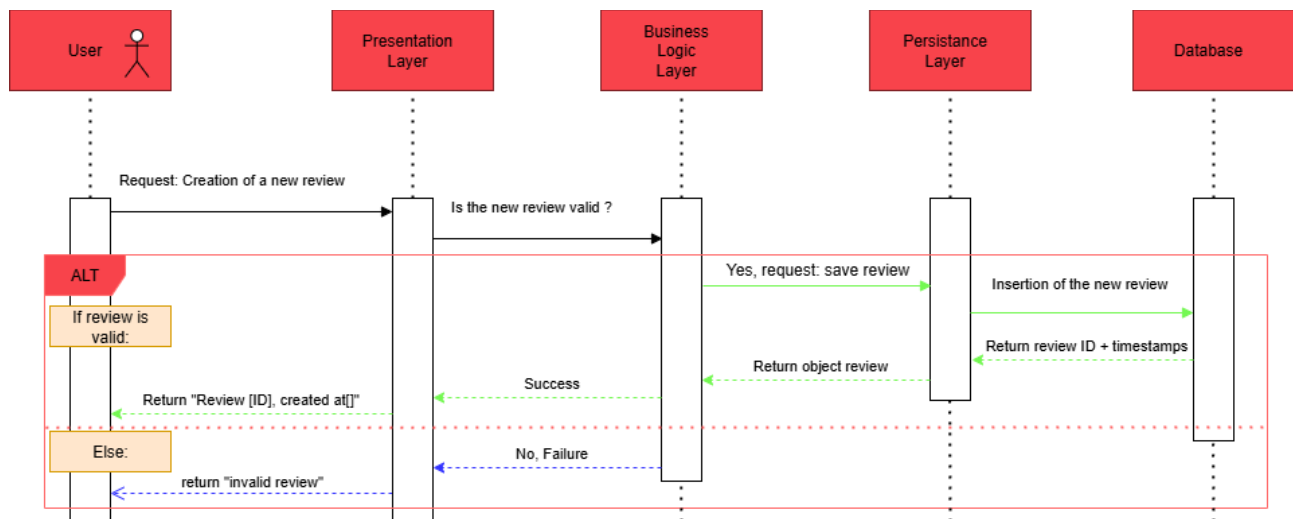 User
Presentation
Layer
Business
Logic
Layer
Persistance
Layer
Database
Request: Creation of a new review
Is the new review valid ?
ALT
Yes, request: save review
Insertion of the new review
If review is
valid:
Return review ID + timestamps
Return object review
Success
Return "Review [ID], created at[]"
Else:
No, Failure
return "invalid review"